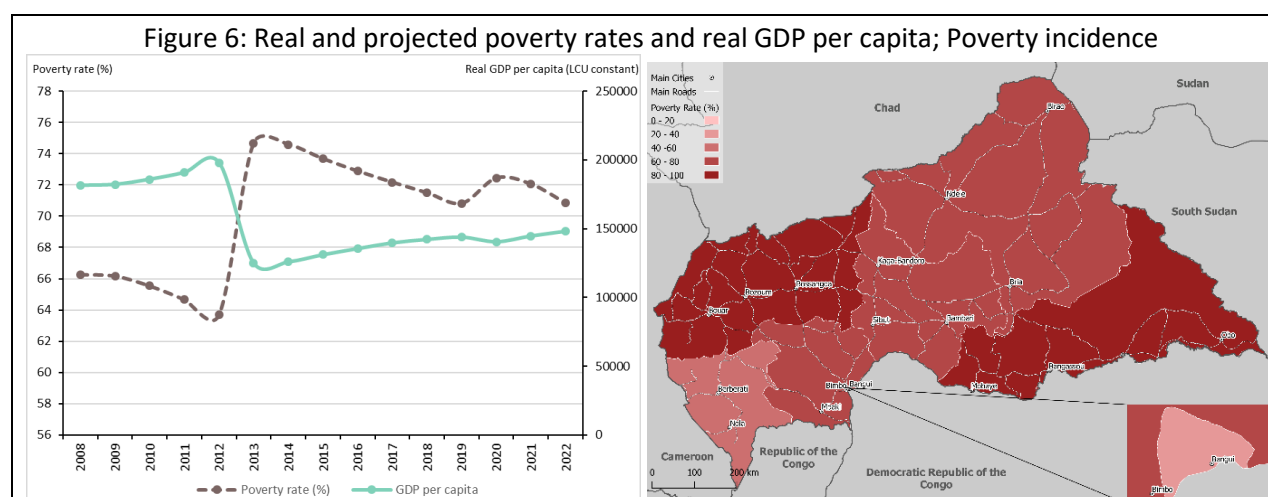 Figure 6: Real and projected poverty rates and real GDP per capita; Poverty incidence
Poverty rate (%)
Real GDP per capita (LCU constant)
78
76
74
72
70
68
66
64
62
60
58
56
250000
200000
150000
100000
50000
0
2008
2009
2010
2011
2012
2013
2014
2015
2016
2017
2018
2019
2020
2021
2022
Poverty rate (%)
GDP per capita
Main Cities
Main Roads
Poverty Rate (%)
0 - 20
20 - 40
40 - 60
60 - 80
80 - 100
Chad
Sudan
South Sudan
Birao
Ndele
Kaga Bandoro
Bossangoa
Bozoum
Bouar
Bria
Sibut
Bambari
Obo
Bangassou
Mobaye
Berberati
Bimbo
Bangui
Mbaiki
Nola
Cameroon
Republic of the
Congo
Democratic Republic of the
Congo
0 100 200 km
Bangui
Bimbo